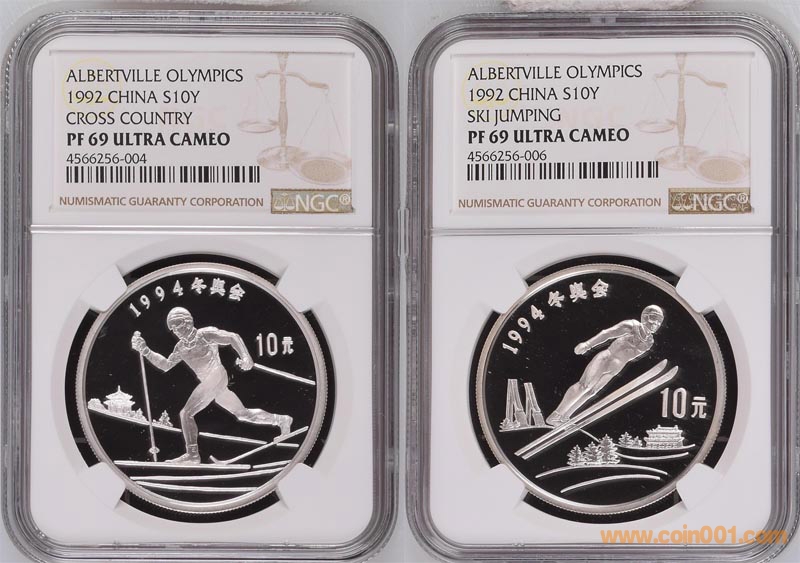 ALBERTVILLE OLYMPICS
1992 CHINA S10Y
CROSS COUNTRY
PF 69 ULTRA CAMEO
4566256-004
NUMISMATIC GUARANTY CORPORATION
NGC®
1994冬奥会
10元
ALBERTVILLE OLYMPICS
1992 CHINA S10Y
SKI JUMPING
PF 69 ULTRA CAMEO
4566256-006
NUMISMATIC GUARANTY CORPORATION
NGC®
1994冬奥会
10元
www.coin001.com